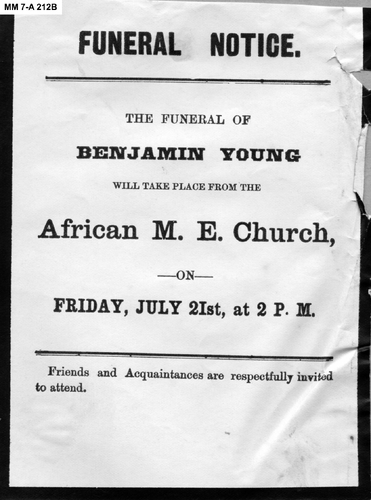 MM 7-A 212B
FUNERAL NOTICE.
THE FUNERAL OF
BENJAMIN YOUNG
WILL TAKE PLACE FROM THE
African M. E. Church,
—ON—
FRIDAY, JULY 21st, at 2 P. M.
Friends and Acquaintances are respectfully invited
to attend.